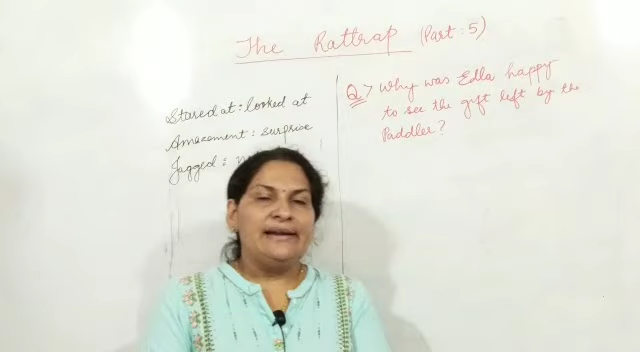 The Rattrap (Part: 5)
Stared at: looked at
Amazement: surprise
Jagged:
Q> Why was Edla happy
to see the gift left by the
Paddler?